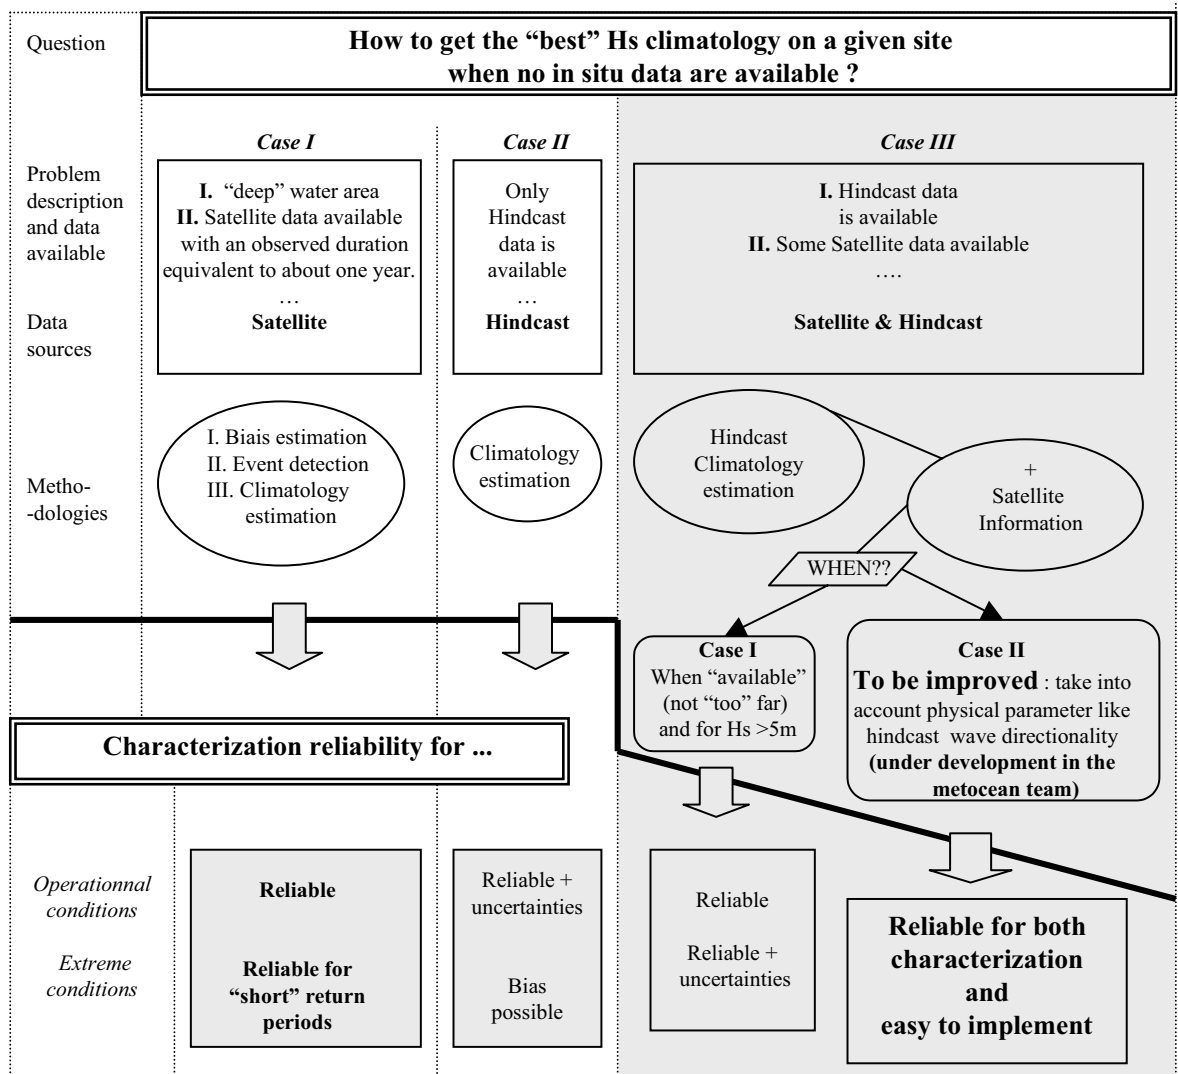 Question
How to get the “best” Hs climatology on a given site
when no in situ data are available ?
Case I
Case II
Case III
Problem
description
and data
available
I. “deep” water area
II. Satellite data available
with an observed duration
equivalent to about one year.
…
Only
Hindcast
data is
available
…
I. Hindcast data
is available
II. Some Satellite data available
….
Data
sources
Satellite
Hindcast
Satellite & Hindcast
Metho-
-dologies
I. Biais estimation
II. Event detection
III. Climatology
estimation
Climatology
estimation
Hindcast
Climatology
estimation
+
Satellite
Information
WHEN??
Case I
When “available”
(not “too” far)
and for Hs >5m
Case II
To be improved : take into
account physical parameter like
hindcast wave directionality
(under development in the
metocean team)
Characterization reliability for ...
Operationnal
conditions
Reliable
Reliable +
uncertainties
Reliable
Extreme
conditions
Reliable for
“short” return
periods
Bias
possible
Reliable +
uncertainties
Reliable for both
characterization
and
easy to implement